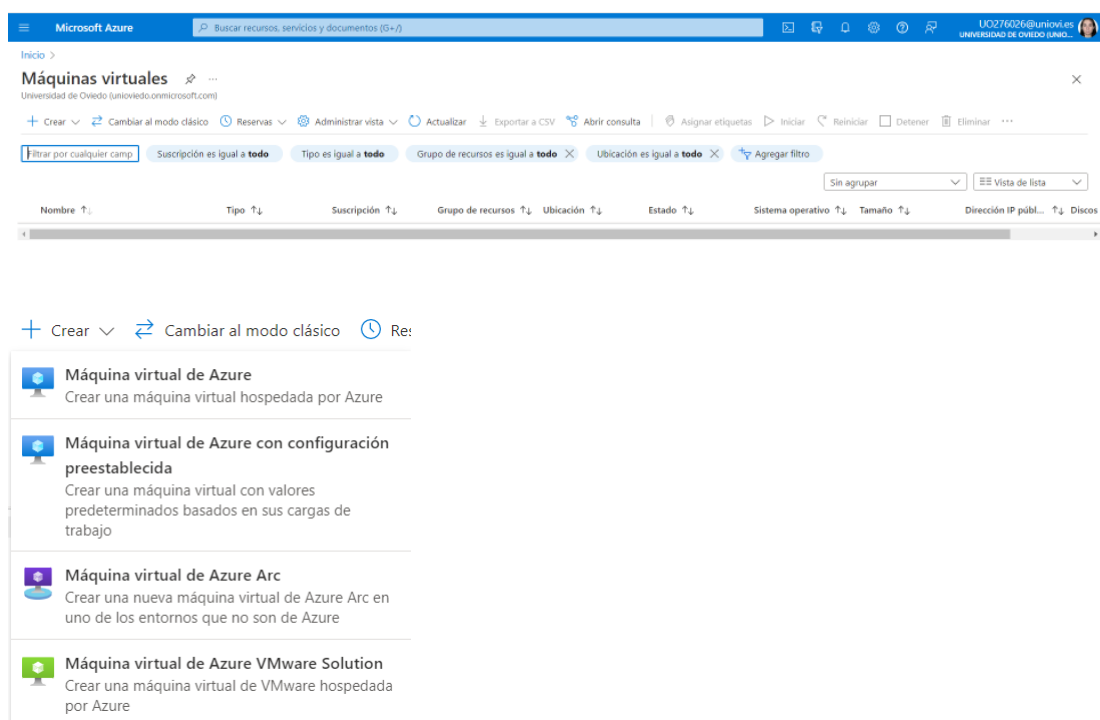 Microsoft Azure
Buscar recursos, servicios y documentos (G+/)
UO276026@uniovi.es
UNIVERSIDAD DE OVIEDO (UNIO...
Inicio >
Máquinas virtuales ...
Universidad de Oviedo (unioviedo.onmicrosoft.com)
Crear Cambiar al modo clásico Reservas Administrar vista Actualizar Exportar a CSV Abrir consulta Asignar etiquetas Iniciar Reiniciar Detener Eliminar ...
Filtrar por cualquier camp Suscripción es igual a todo Tipo es igual a todo Grupo de recursos es igual a todo Ubicación es igual a todo Agregar filtro
Sin agrupar Vista de lista
Nombre ↑↓ Tipo ↑↓ Suscripción ↑↓ Grupo de recursos ↑↓ Ubicación ↑↓ Estado ↑↓ Sistema operativo ↑↓ Tamaño ↑↓ Dirección IP públ... ↑↓ Discos
Crear Cambiar al modo clásico Res
Máquina virtual de Azure
Crear una máquina virtual hospedada por Azure
Máquina virtual de Azure con configuración
preestablecida
Crear una máquina virtual con valores
predeterminados basados en sus cargas de
trabajo
Máquina virtual de Azure Arc
Crear una nueva máquina virtual de Azure Arc en
uno de los entornos que no son de Azure
Máquina virtual de Azure VMware Solution
Crear una máquina virtual de VMware hospedada
por Azure